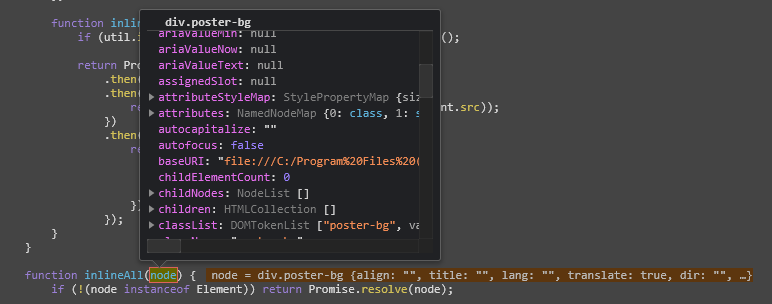 function inlin
if (util.i
();
return Pro
.then(
.then(
re
nt.src));
})
.then(
re
})
});
}
}
div.poster-bg
ariaValueMin: null
ariaValueNow: null
ariaValueText: null
assignedSlot: null
attributeStyleMap: StylePropertyMap {siz
attributes: NamedNodeMap {0: class, 1: s
autocapitalize: ""
autofocus: false
baseURI: "file:///C:/Program%20Files%20(
childElementCount: 0
childNodes: NodeList []
children: HTMLCollection []
classList: DOMTokenList ["poster-bg", va
function inlineAll(node) { node = div.poster-bg {align: "", title: "", lang: "", translate: true, dir: "", …}
if (!(node instanceof Element)) return Promise.resolve(node);